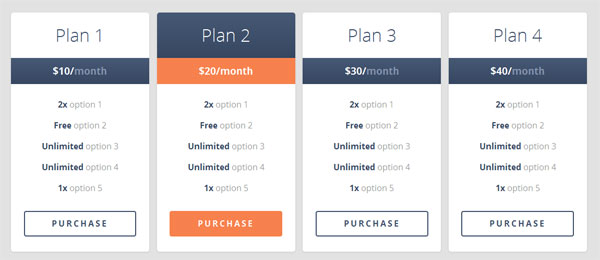 Plan 1
$10/month
2x option 1
Free option 2
Unlimited option 3
Unlimited option 4
1x option 5
PURCHASE
Plan 2
$20/month
2x option 1
Free option 2
Unlimited option 3
Unlimited option 4
1x option 5
PURCHASE
Plan 3
$30/month
2x option 1
Free option 2
Unlimited option 3
Unlimited option 4
1x option 5
PURCHASE
Plan 4
$40/month
2x option 1
Free option 2
Unlimited option 3
Unlimited option 4
1x option 5
PURCHASE